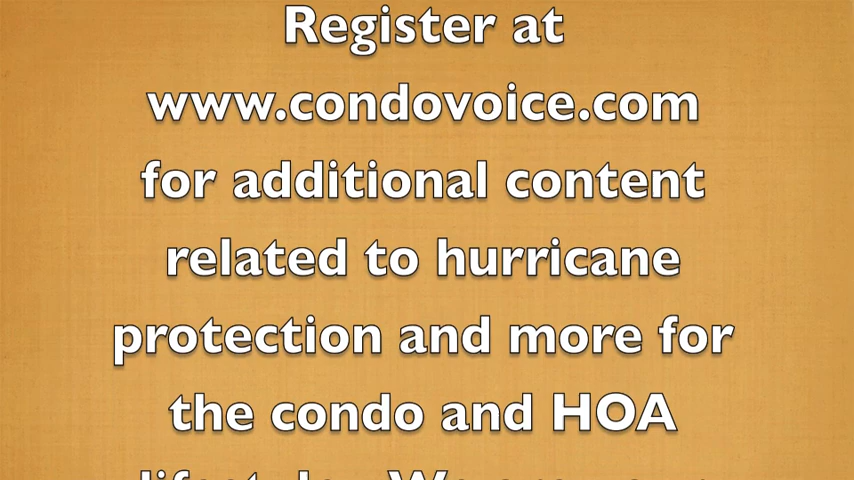 Register at
www.condovoice.com
for additional content
related to hurricane
protection and more for
the condo and HOA